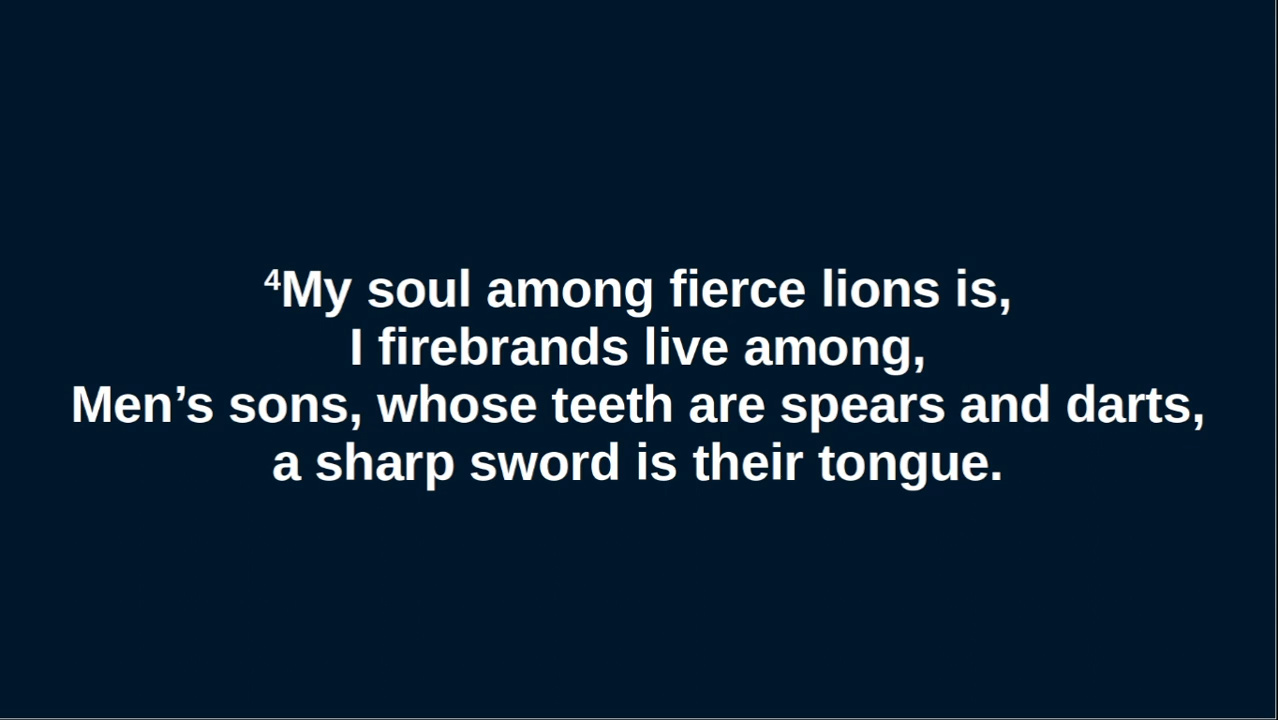 ⁴My soul among fierce lions is,
I firebrands live among,
Men’s sons, whose teeth are spears and darts,
a sharp sword is their tongue.